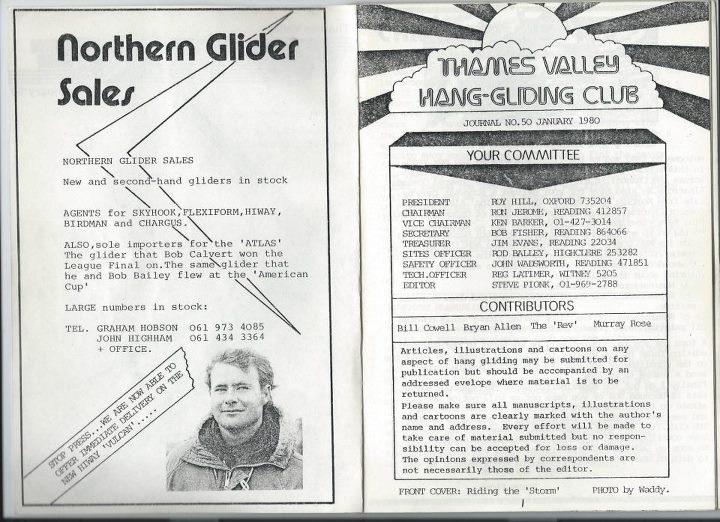 Northern Glider
Sales
NORTHERN GLIDER SALES
New and second-hand gliders in stock
AGENTS for SKYHOOK,FLEXIFORM,HIWAY,
BIRDMAN and CHARGUS.
ALSO,sole importers for the 'ATLAS'
The glider that Bob Calvert won the
League Final on.The same glider that
he and Bob Bailey flew at the 'American
Cup'
LARGE numbers in stock:
TEL. GRAHAM HOBSON 061 973 4085
JOHN HIGHHAM 061 434 3364
+ OFFICE.
STOP PRESS...WE ARE NOW ABLE TO
OFFER IMMEDIATE DELIVERY ON THE
NEW HIWAY 'VULCAN'.....
THAMES VALLEY
HANG-GLIDING CLUB
JOURNAL NO.50 JANUARY 1980
YOUR COMMITTEE
PRESIDENT ROY HILL, OXFORD 735204
CHAIRMAN RON JEROME, READING 412857
VICE CHAIRMAN KEN BARKER, 01-427-3014
SECRETARY BOB FISHER, READING 864066
TREASURER JIM EVANS, READING 22034
SITES OFFICER ROD BALLEY, HIGHCLERE 253282
SAFETY OFFICER JOHN WADSWORTH, READING 471851
TECH.OFFICER REG LATIMER, WITNEY 5205
EDITOR STEVE PIONK, 01-969-2788
CONTRIBUTORS
Bill Cowell Bryan Allen The 'Rev' Murray Rose
Articles, illustrations and cartoons on any
aspect of hang gliding may be submitted for
publication but should be accompanied by an
addressed evelope where material is to be
returned.
Please make sure all manuscripts, illustrations
and cartoons are clearly marked with the author's
name and address. Every effort will be made to
take care of material submitted but no respon-
sibility can be accepted for loss or damage.
The opinions expressed by correspondents are
not necessarily those of the editor.
FRONT COVER: Riding the 'Storm' PHOTO by Waddy.